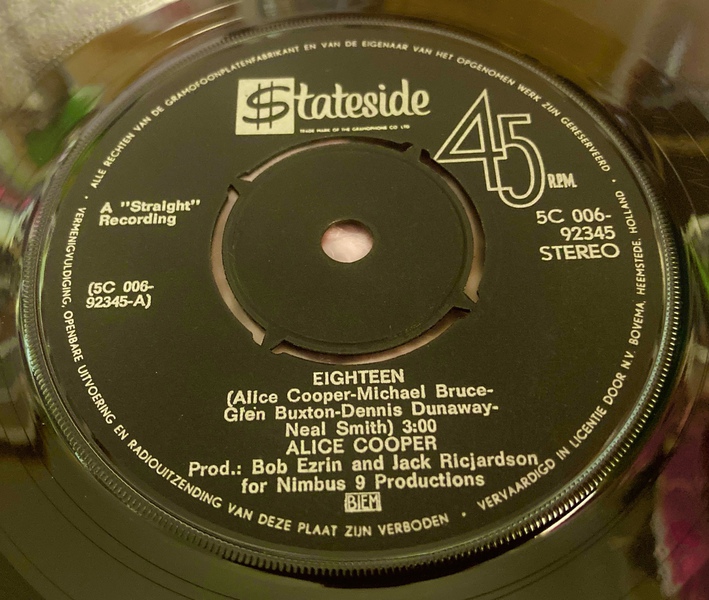 ALLE RECHTEN VAN DE GRAMOFOONPLATENFABRIKANT EN VAN DE EIGENAAR VAN HET OPGENOMEN WERK ZIJN GERESERVEERD •
$tateside
TRADE MARK OF THE GRAMOPHONE CO LTD
45
R.P.M.
A "Straight"
Recording
5C 006-
92345
STEREO
(5C 006-
92345-A)
EIGHTEEN
(Alice Cooper-Michael Bruce-
Glen Buxton-Dennis Dunaway-
Neal Smith) 3:00
ALICE COOPER
Prod.: Bob Ezrin and Jack Ricjardson
for Nimbus 9 Productions
BIEM
• VERMENIGVULDIGING, OPENBARE UITVOERING EN RADIOUITZENDING VAN DEZE PLAAT ZIJN VERBODEN •
VERVAARDIGD IN LICENTIE DOOR N.V. BOVEMA, HEEMSTEDE, HOLLAND